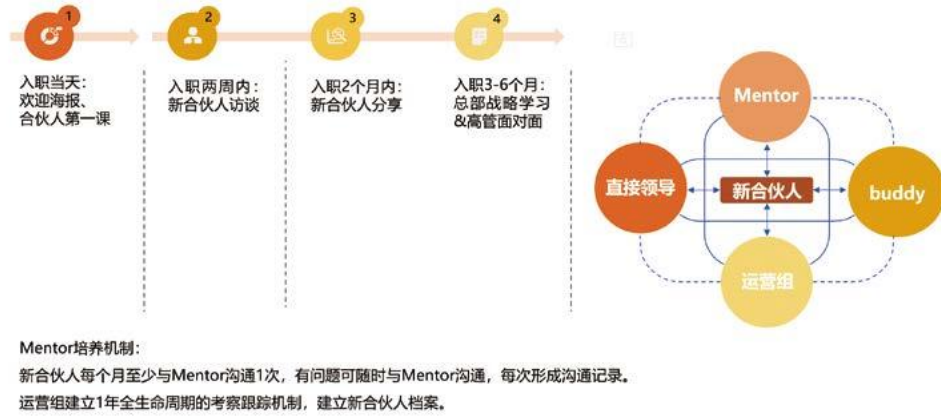 1
2
3
4
入职当天：
欢迎海报、
合伙人第一课
入职两周内：
新合伙人访谈
入职2个月内：
新合伙人分享
入职3-6个月：
总部战略学习
&高管面对面
Mentor
直接领导
新合伙人
buddy
运营组
Mentor培养机制：
新合伙人每个月至少与Mentor沟通1次，有问题可随时与Mentor沟通，每次形成沟通记录。
运营组建立1年全生命周期的考察跟踪机制，建立新合伙人档案。